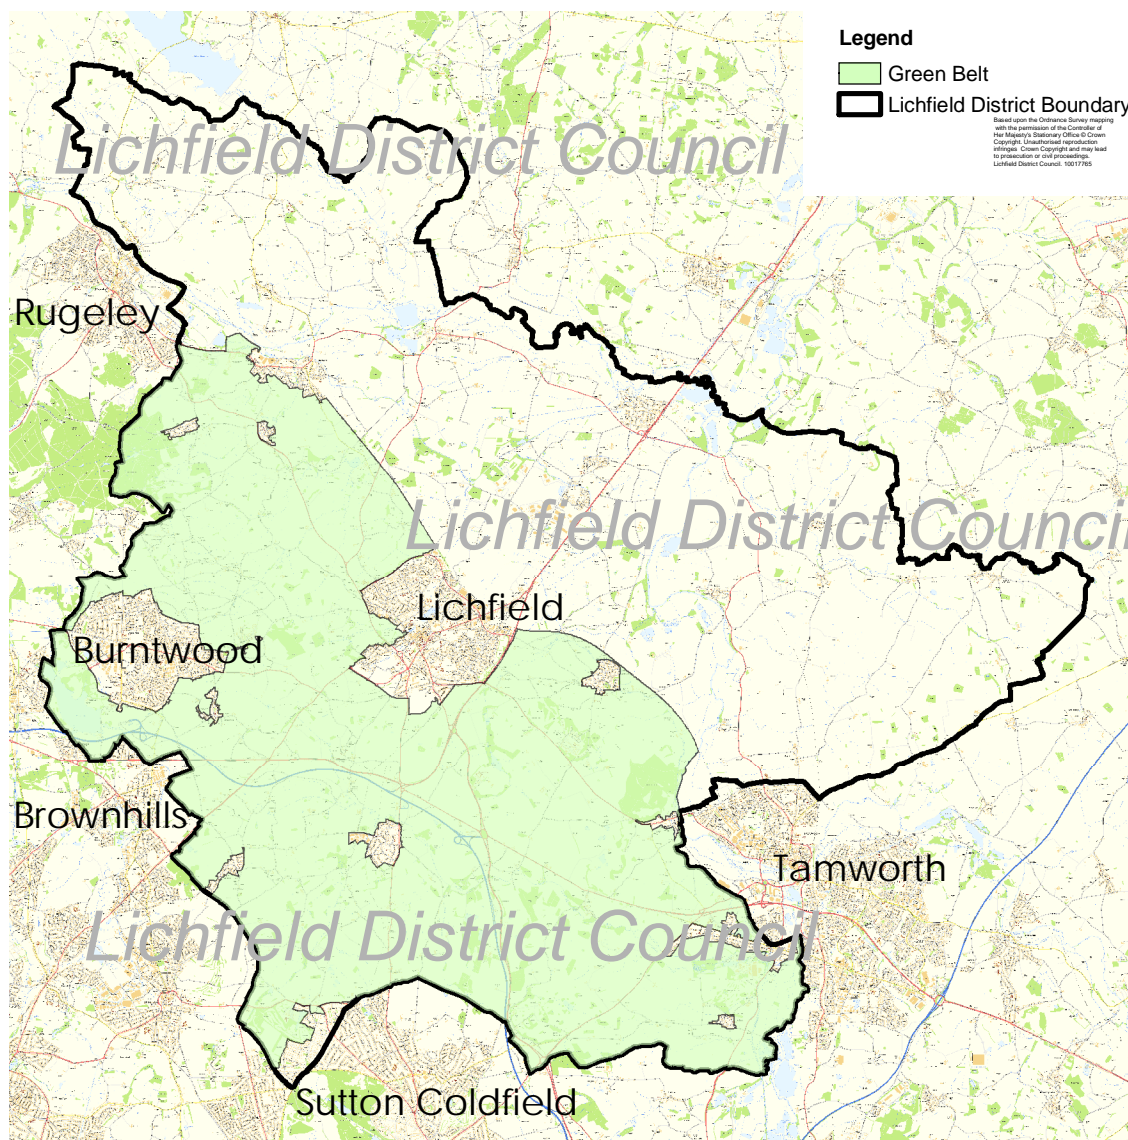 Legend
Green Belt
Lichfield District Boundary
Based upon the Ordnance Survey mapping
with the permission of the Controller of
Her Majesty's Stationary Office © Crown
Copyright. Unauthorised reproduction
infringes Crown Copyright and may lead
to prosecution or civil proceedings.
Lichfield District Council. 10017765
Lichfield District Council
Rugeley
Lichfield District Counci
Lichfield
Burntwood
Brownhills
Tamworth
Lichfield District Council
Sutton Coldfield